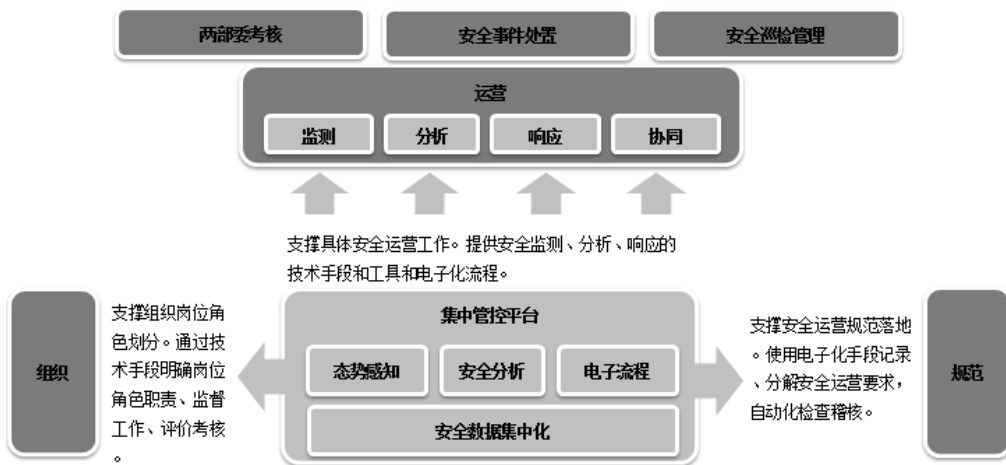 两部委考核
安全事件处置
安全巡检管理
运营
监测
分析
响应
协同
支撑具体安全运营工作。提供安全监测、分析、响应的
技术手段和工具和电子化流程。
组织
支撑组织岗位角
色划分。通过技
术手段明确岗位
角色职责、监督
工作、评价考核
。
集中管控平台
态势感知
安全分析
电子流程
安全数据集中化
支撑安全运营规范落地
。使用电子化手段记录
、分解安全运营要求，
自动化检查稽核。
规范